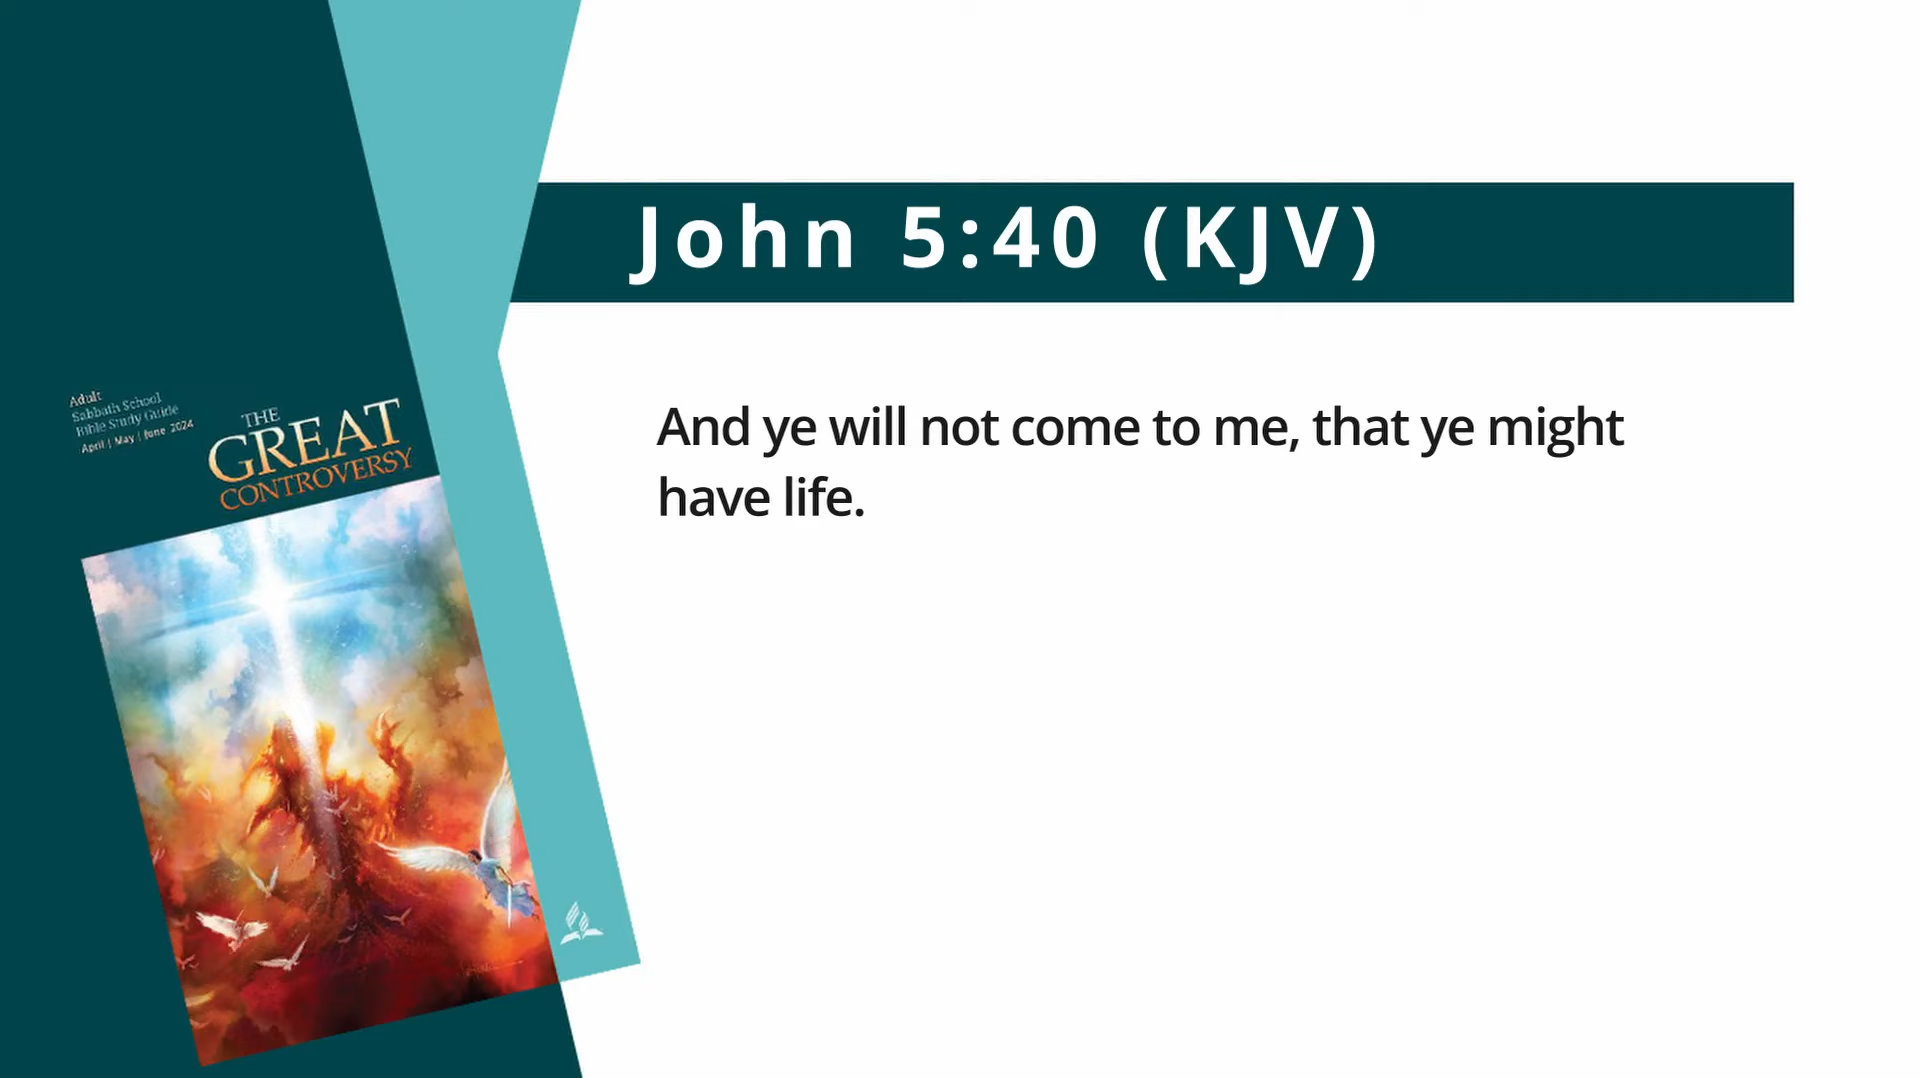 John 5:40 (KJV)
And ye will not come to me, that ye might
have life.
Adult
Sabbath School
Bible Study Guide
April | May | June 2024
THE
GREAT
CONTROVERSY